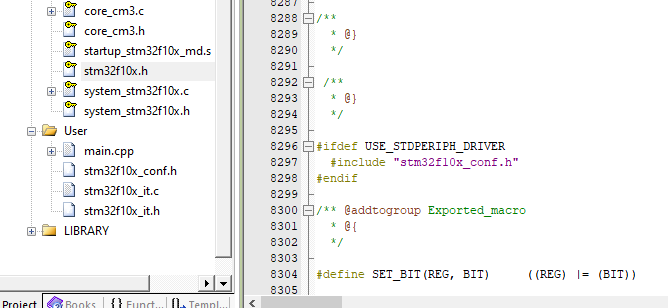 core_cm3.c
core_cm3.h
startup_stm32f10x_md.s
stm32f10x.h
system_stm32f10x.c
system_stm32f10x.h
User
main.cpp
stm32f10x_conf.h
stm32f10x_it.c
stm32f10x_it.h
LIBRARY
Project Books {} Funct... Templ...
8287
8288 /**
8289 * @}
8290 */
8291
8292 /**
8293 * @}
8294 */
8295
8296 #ifdef USE_STDPERIPH_DRIVER
8297 #include "stm32f10x_conf.h"
8298 #endif
8299
8300 /** @addtogroup Exported_macro
8301 * @{
8302 */
8303
8304 #define SET_BIT(REG, BIT) ((REG) |= (BIT))
8305